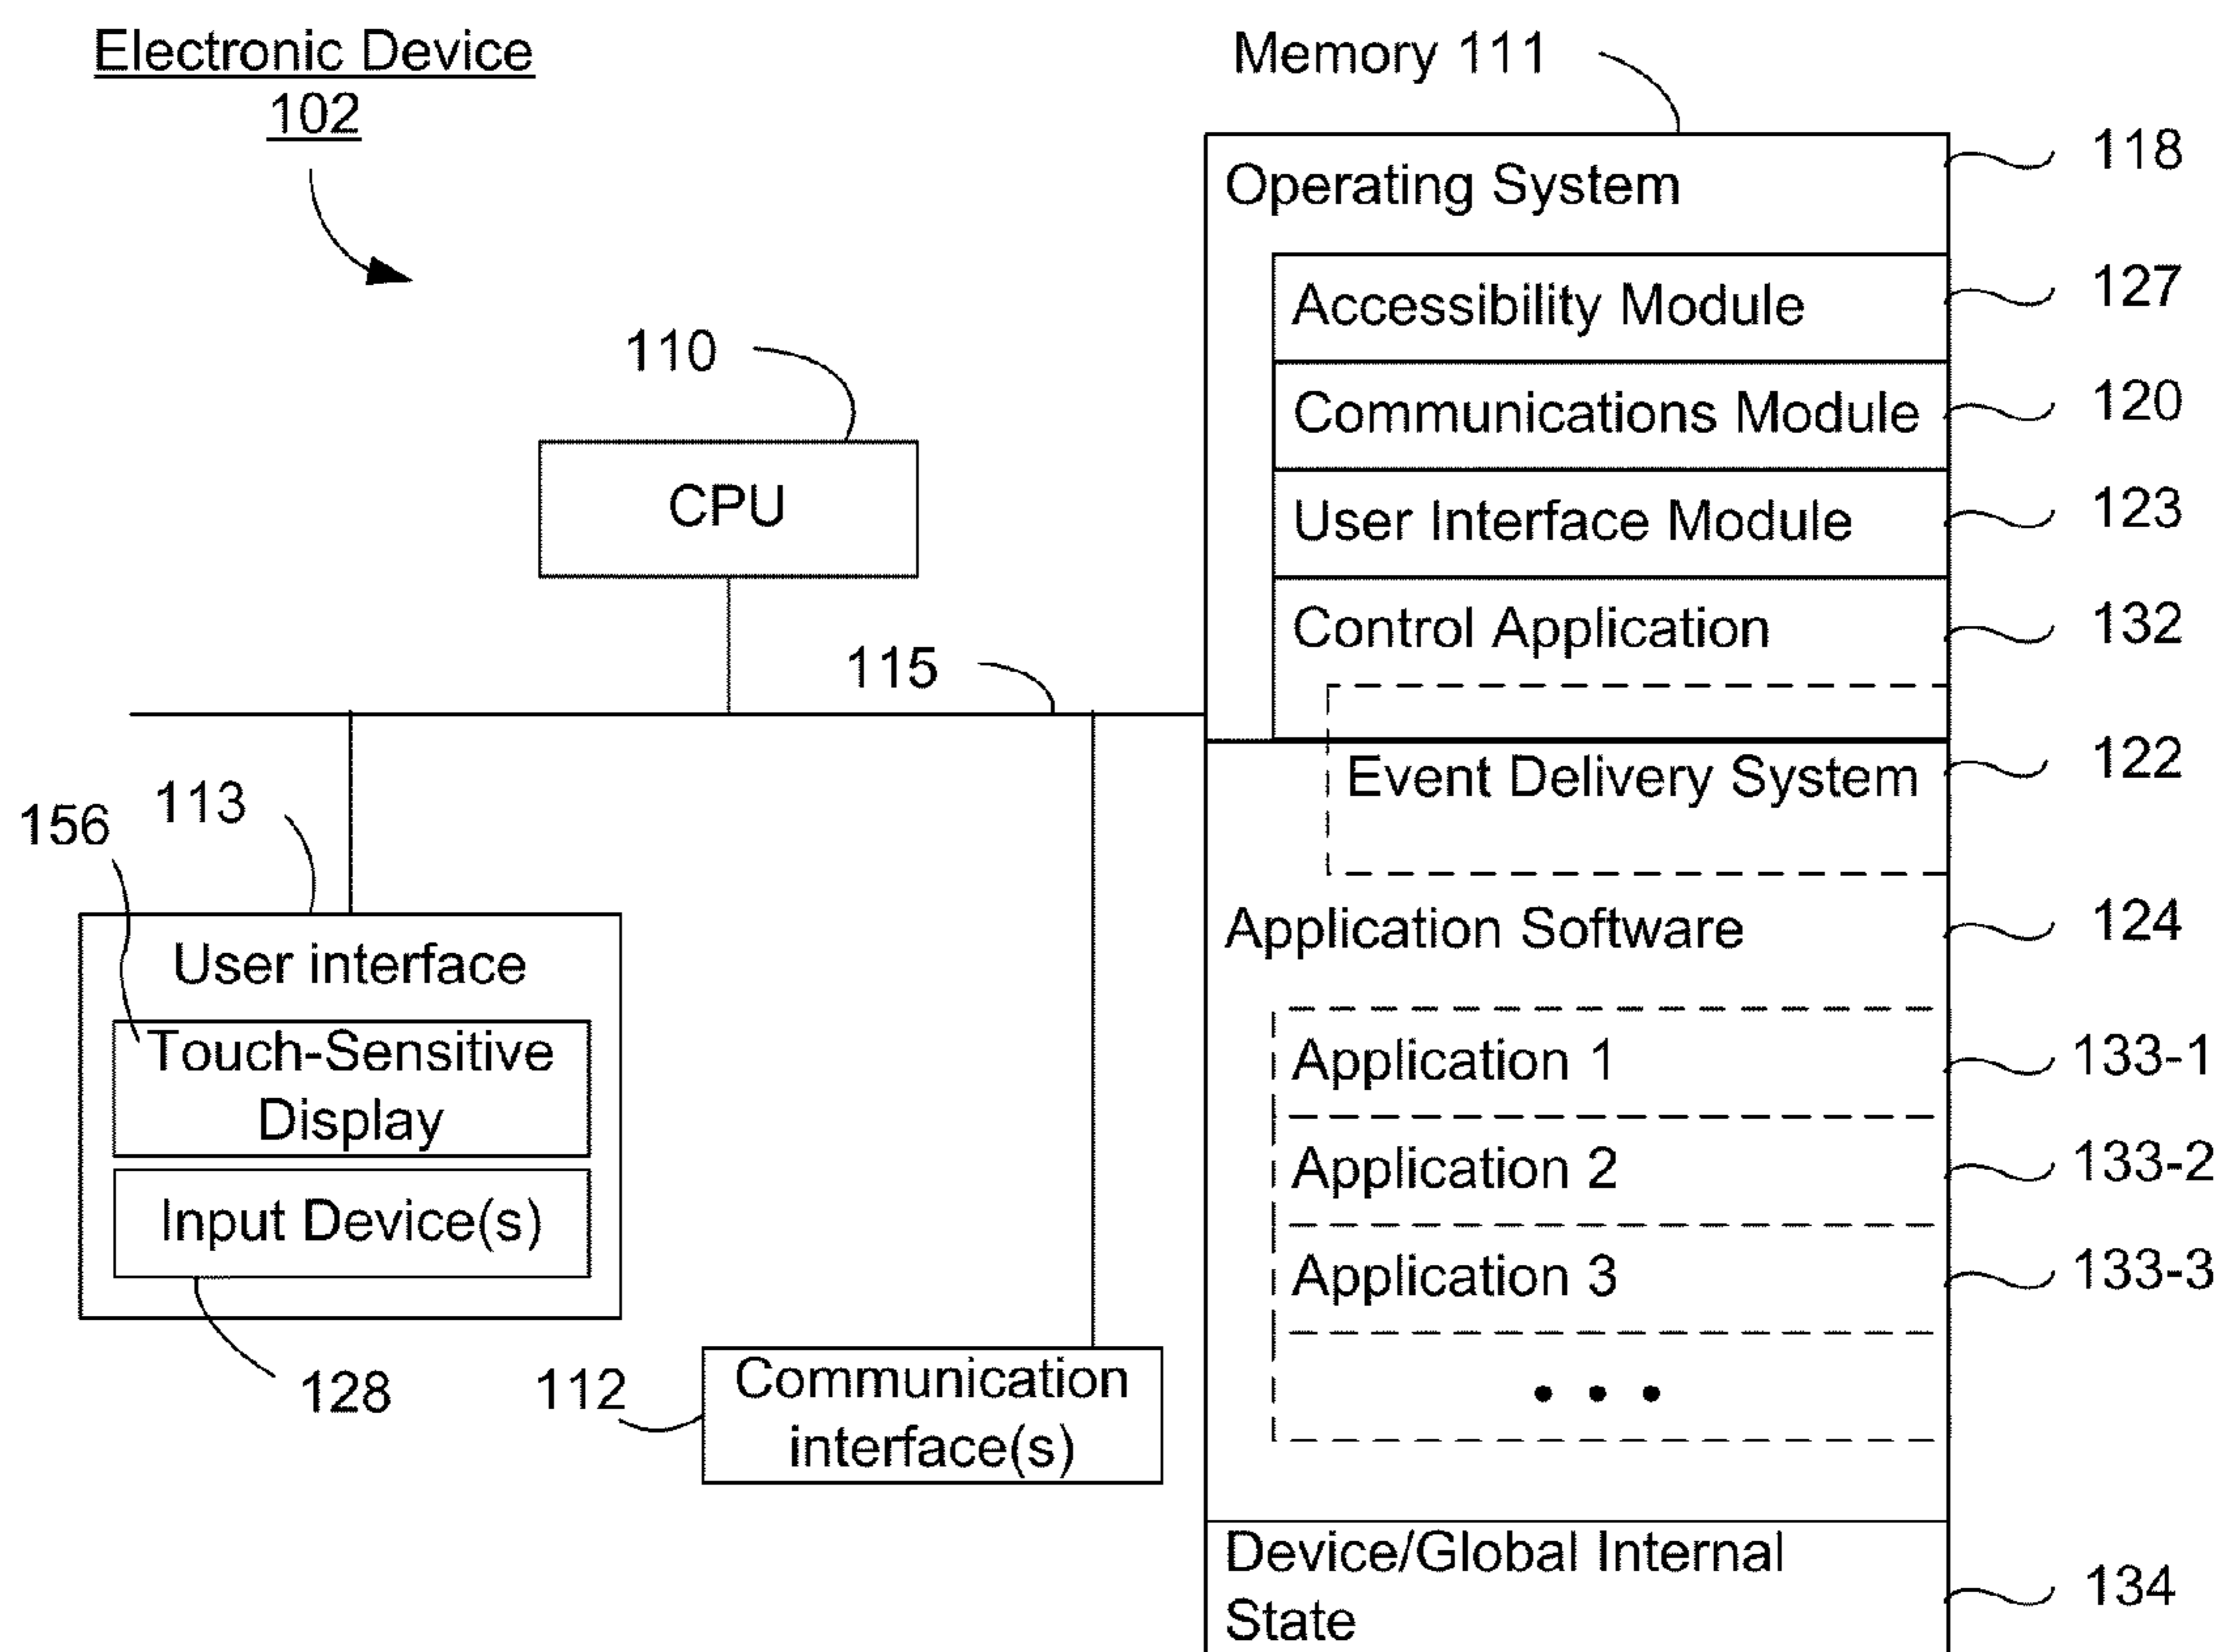 Electronic Device
102
Memory 111
118
Operating System
127
Accessibility Module
110
120
Communications Module
CPU
123
User Interface Module
132
Control Application
115
122
Event Delivery System
113
156
124
Application Software
User interface
Touch-Sensitive
Display
Input Device(s)
128
112
Communication
interface(s)
Application 1
133-1
Application 2
133-2
Application 3
133-3
• • •
Device/Global Internal
State
134